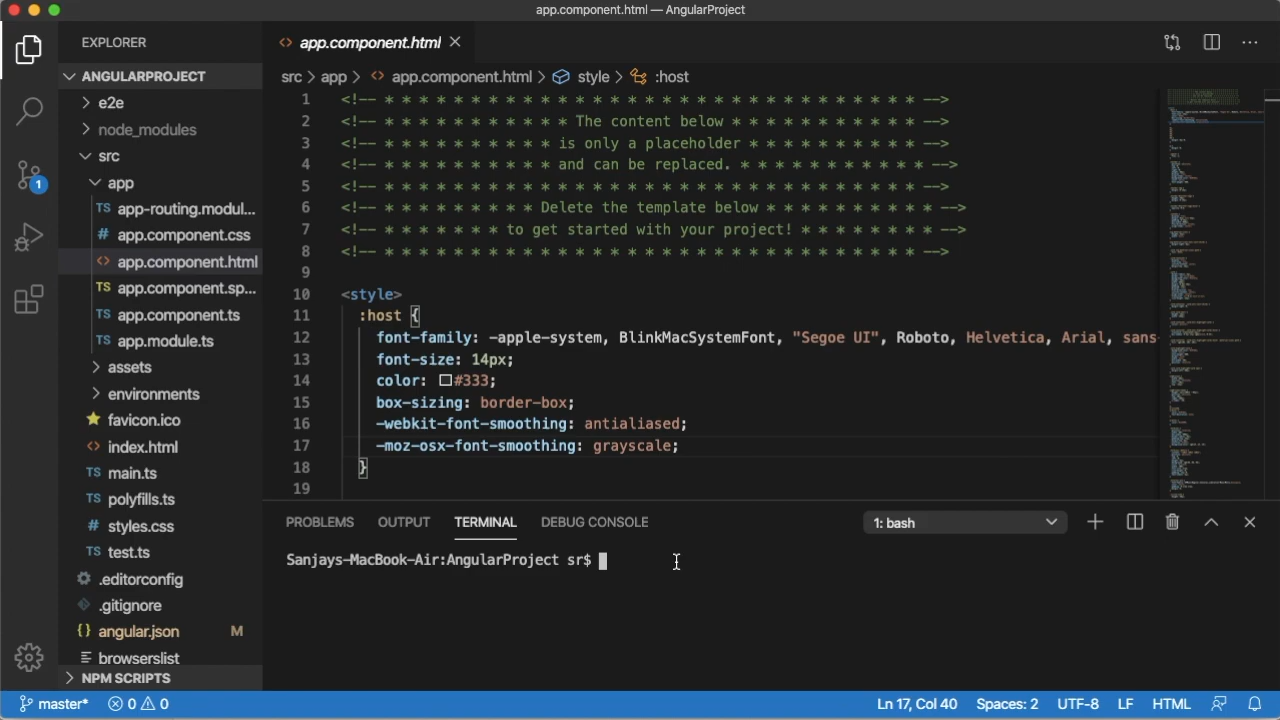 app.component.html — AngularProject
EXPLORER
ANGULARPROJECT
e2e
node_modules
src
app
TS app-routing.modul...
# app.component.css
<> app.component.html
TS app.component.sp...
TS app.component.ts
TS app.module.ts
assets
environments
favicon.ico
<> index.html
TS main.ts
TS polyfills.ts
# styles.css
TS test.ts
.editorconfig
.gitignore
{} angular.json M
browserslist
NPM SCRIPTS
1
<> app.component.html
src > app > <> app.component.html > style > :host
1 <!-- * * * * * * * * * * * * * * * * * * * * * * * * * * * * * * * -->
2 <!-- * * * * * * * * * * * The content below * * * * * * * * * * * -->
3 <!-- * * * * * * * * * * is only a placeholder * * * * * * * * * * -->
4 <!-- * * * * * * * * * * and can be replaced. * * * * * * * * * * * -->
5 <!-- * * * * * * * * * * * * * * * * * * * * * * * * * * * * * * * -->
6 <!-- * * * * * * * * * Delete the template below * * * * * * * * * * -->
7 <!-- * * * * * * * to get started with your project! * * * * * * * * -->
8 <!-- * * * * * * * * * * * * * * * * * * * * * * * * * * * * * * * -->
9
10 <style>
11 :host {
12 font-family: -apple-system, BlinkMacSystemFont, "Segoe UI", Roboto, Helvetica, Arial, sans-
13 font-size: 14px;
14 color: #333;
15 box-sizing: border-box;
16 -webkit-font-smoothing: antialiased;
17 -moz-osx-font-smoothing: grayscale;
18 }
19
PROBLEMS OUTPUT TERMINAL DEBUG CONSOLE 1: bash
Sanjays-MacBook-Air:AngularProject sr$
master* 0 0 Ln 17, Col 40 Spaces: 2 UTF-8 LF HTML